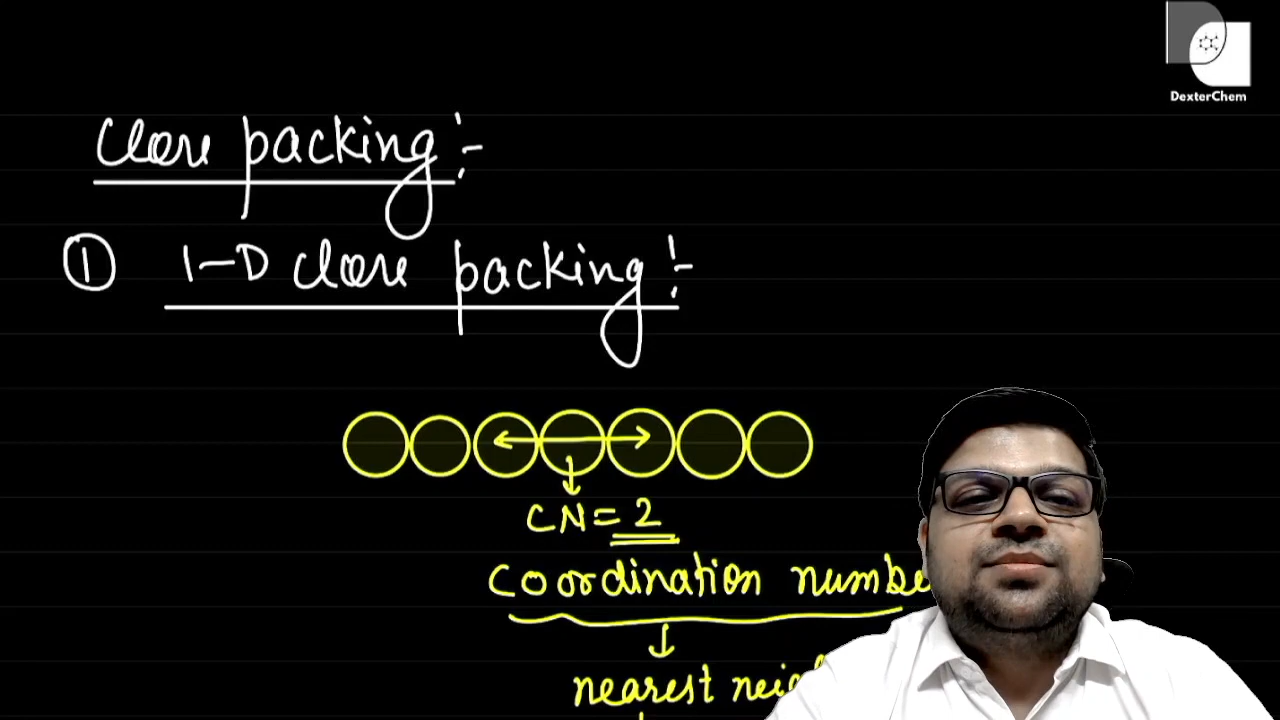 DexterChem
Close packing :-
① 1-D close packing :-
CN = 2
coordination numbe
nearest neig